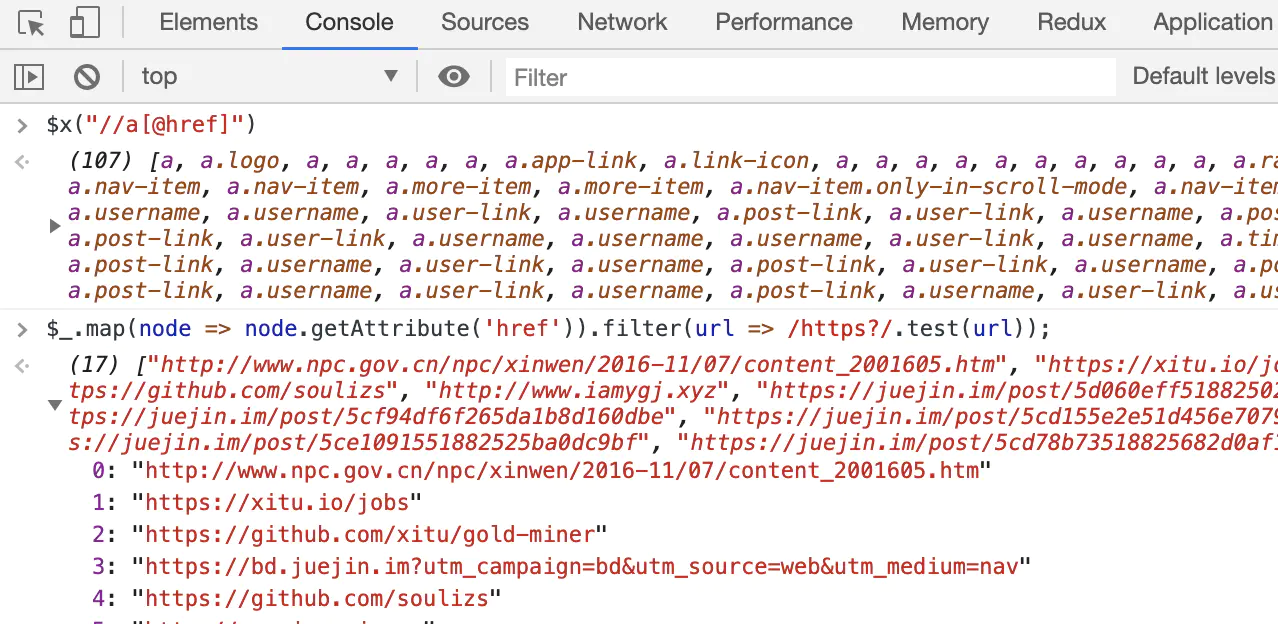 Elements Console Sources Network Performance Memory Redux Application
top Filter Default levels
$x("//a[@href]")
(107) [a, a.logo, a, a, a, a, a, a.app-link, a.link-icon, a, a, a, a, a, a, a, a, a, a, a.ra
a.nav-item, a.nav-item, a.more-item, a.more-item, a.nav-item.only-in-scroll-mode, a.nav-item
a.username, a.username, a.user-link, a.username, a.post-link, a.user-link, a.username, a.pos
a.post-link, a.user-link, a.username, a.username, a.user-link, a.username, a.tim
a.post-link, a.username, a.user-link, a.username, a.post-link, a.user-link, a.username, a.po
a.post-link, a.username, a.user-link, a.username, a.username, a.user-link, a.username, a.us
$_.map(node => node.getAttribute('href')).filter(url => /https?/.test(url));
(17) ["http://www.npc.gov.cn/npc/xinwen/2016-11/07/content_2001605.htm", "https://xitu.io/jo
tps://github.com/soulizs", "http://www.iamygj.xyz", "https://juejin.im/post/5d060eff51882502
tps://juejin.im/post/5cf94df6f265da1b8d160dbe", "https://juejin.im/post/5cd155e2e51d456e7079
s://juejin.im/post/5ce1091551882525ba0dc9bf", "https://juejin.im/post/5cd78b73518825682d0af1
0: "http://www.npc.gov.cn/npc/xinwen/2016-11/07/content_2001605.htm"
1: "https://xitu.io/jobs"
2: "https://github.com/xitu/gold-miner"
3: "https://bd.juejin.im?utm_campaign=bd&utm_source=web&utm_medium=nav"
4: "https://github.com/soulizs"